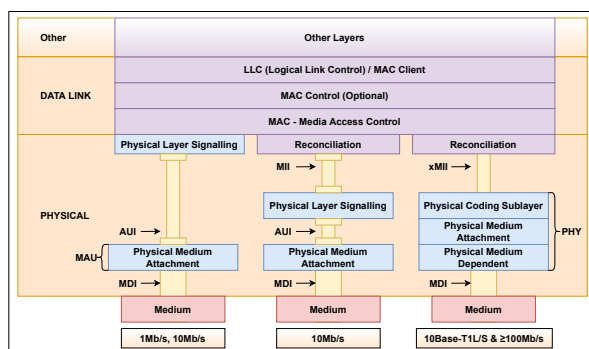 Other
Other Layers
LLC (Logical Link Control) / MAC Client
DATA LINK
MAC Control (Optional)
MAC - Media Access Control
Physical Layer Signalling
Reconciliation
Reconciliation
MII
xMII
Physical Layer Signalling
Physical Coding Sublayer
PHYSICAL
AUI
AUI
Physical Medium
Attachment
PHY
MAU
Physical Medium
Attachment
Physical Medium
Attachment
Physical Medium
Dependent
MDI
MDI
MDI
Medium
Medium
Medium
1Mb/s, 10Mb/s
10Mb/s
10Base-T1L/S & ≥100Mb/s